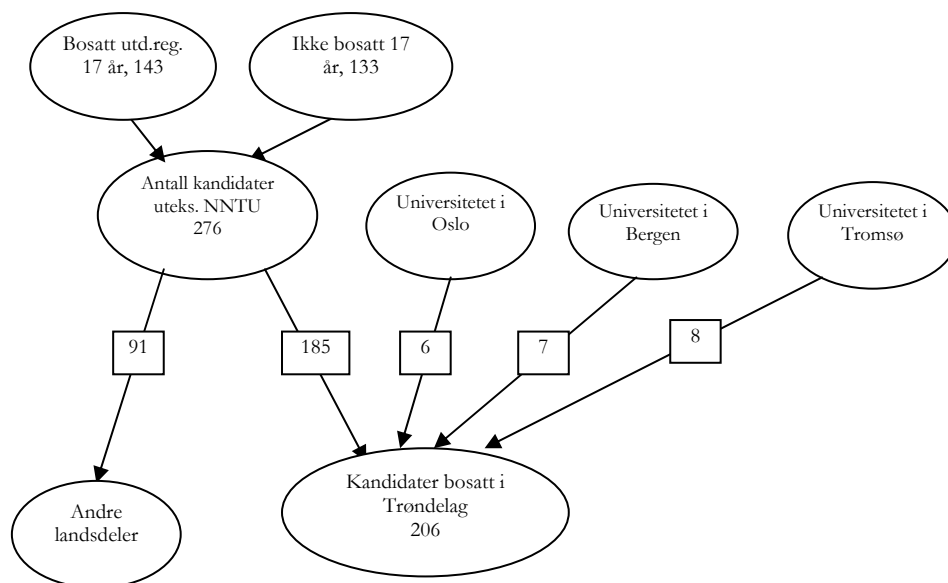 Bosatt utd.reg.
17 år, 143
Ikke bosatt 17
år, 133
Antall kandidater
uteks. NNTU
276
Universitetet i
Oslo
Universitetet i
Bergen
Universitetet i
Tromsø
91
185
6
7
8
Andre
landsdeler
Kandidater bosatt i
Trøndelag
206